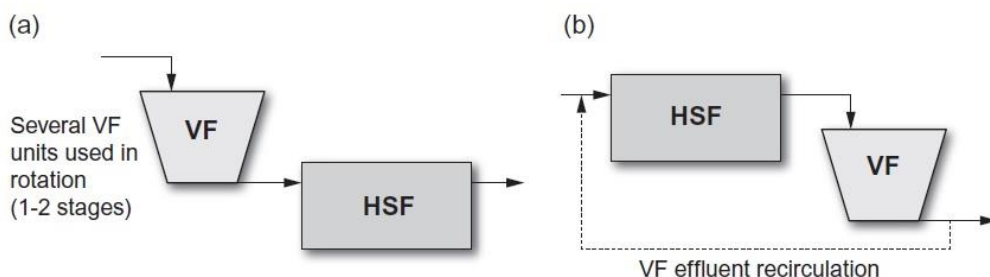 (a)
Several VF
units used in
rotation
(1-2 stages)
VF
HSF
(b)
HSF
VF
VF effluent recirculation